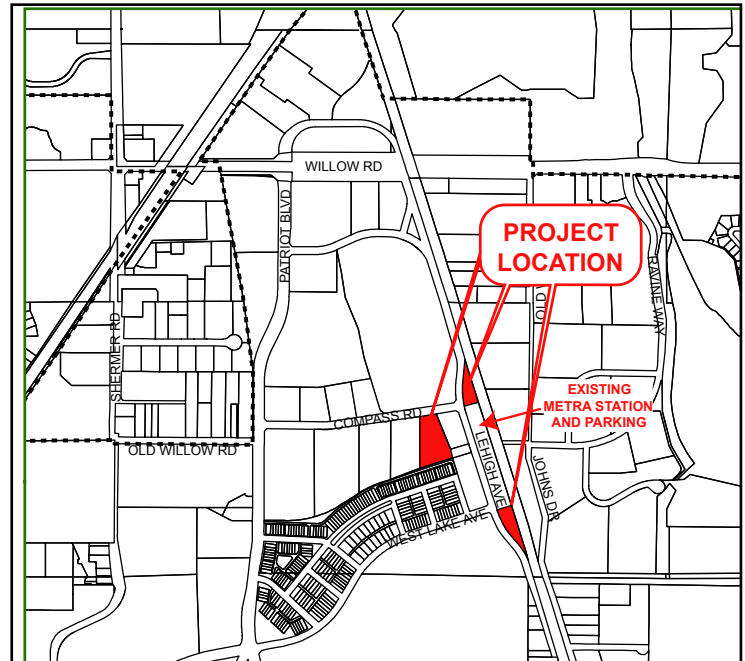 WILLOW RD
PATRIOT BLVD
PROJECT
LOCATION
OLD
RAVINE WAY
SHERMER RD
EXISTING
METRA STATION
AND PARKING
COMPASS RD
OLD WILLOW RD
LEHIGH AVE
JOHNS DR
WEST LAKE AVE